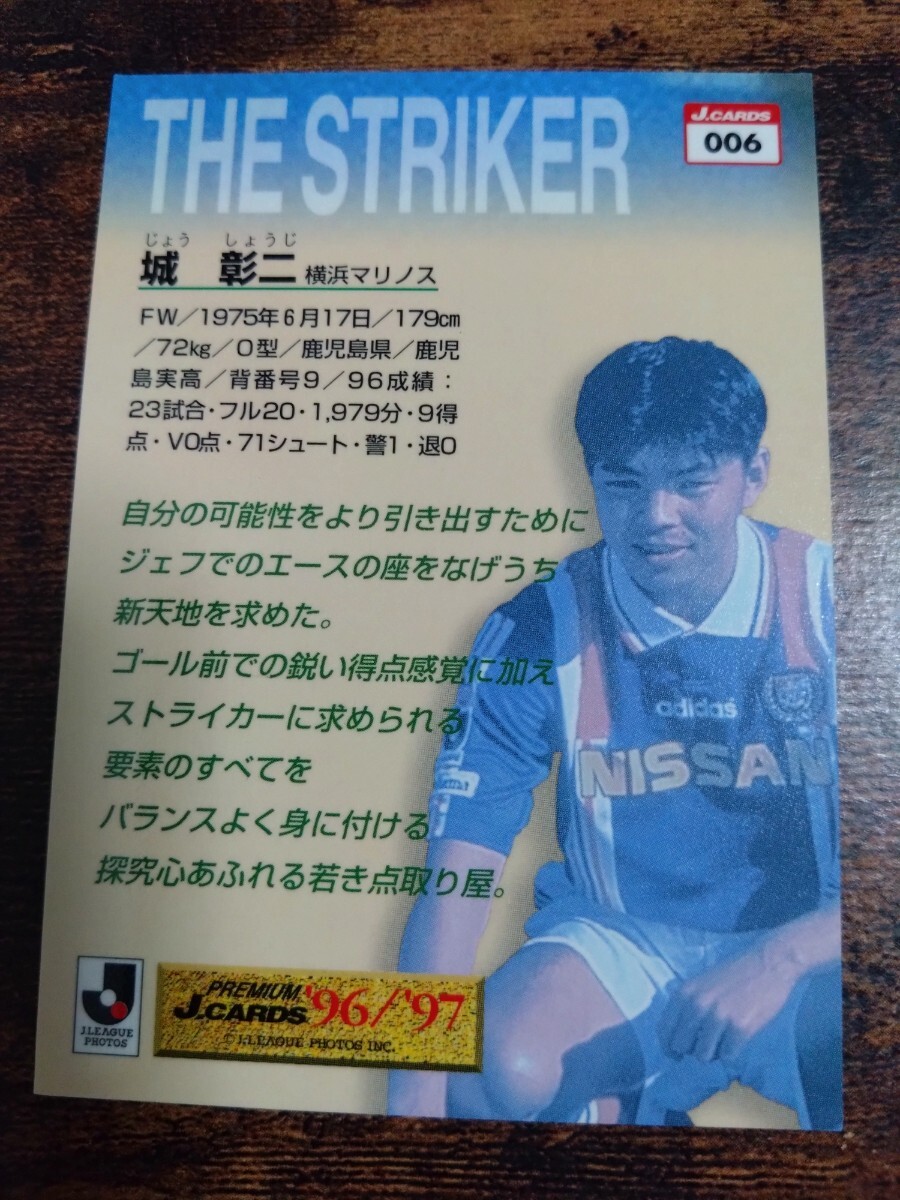 THE STRIKER
J.CARDS
006
じょう しょうじ
城 彰二 横浜マリノス
FW／1975年6月17日／179cm
／72kg／O型／鹿児島県／鹿児
島実高／背番号9／96成績：
23試合・フル20・1,979分・9得
点・V0点・71シュート・警1・退0
自分の可能性をより引き出すために
ジェフでのエースの座をなげうち
新天地を求めた。
ゴール前での鋭い得点感覚に加え
ストライカーに求められる
要素のすべてを
バランスよく身に付ける
探究心あふれる若き点取り屋。
adidas
NISSAN
J.LEAGUE
PHOTOS
PREMIUM
J.CARDS '96/'97
© J.LEAGUE PHOTOS INC.